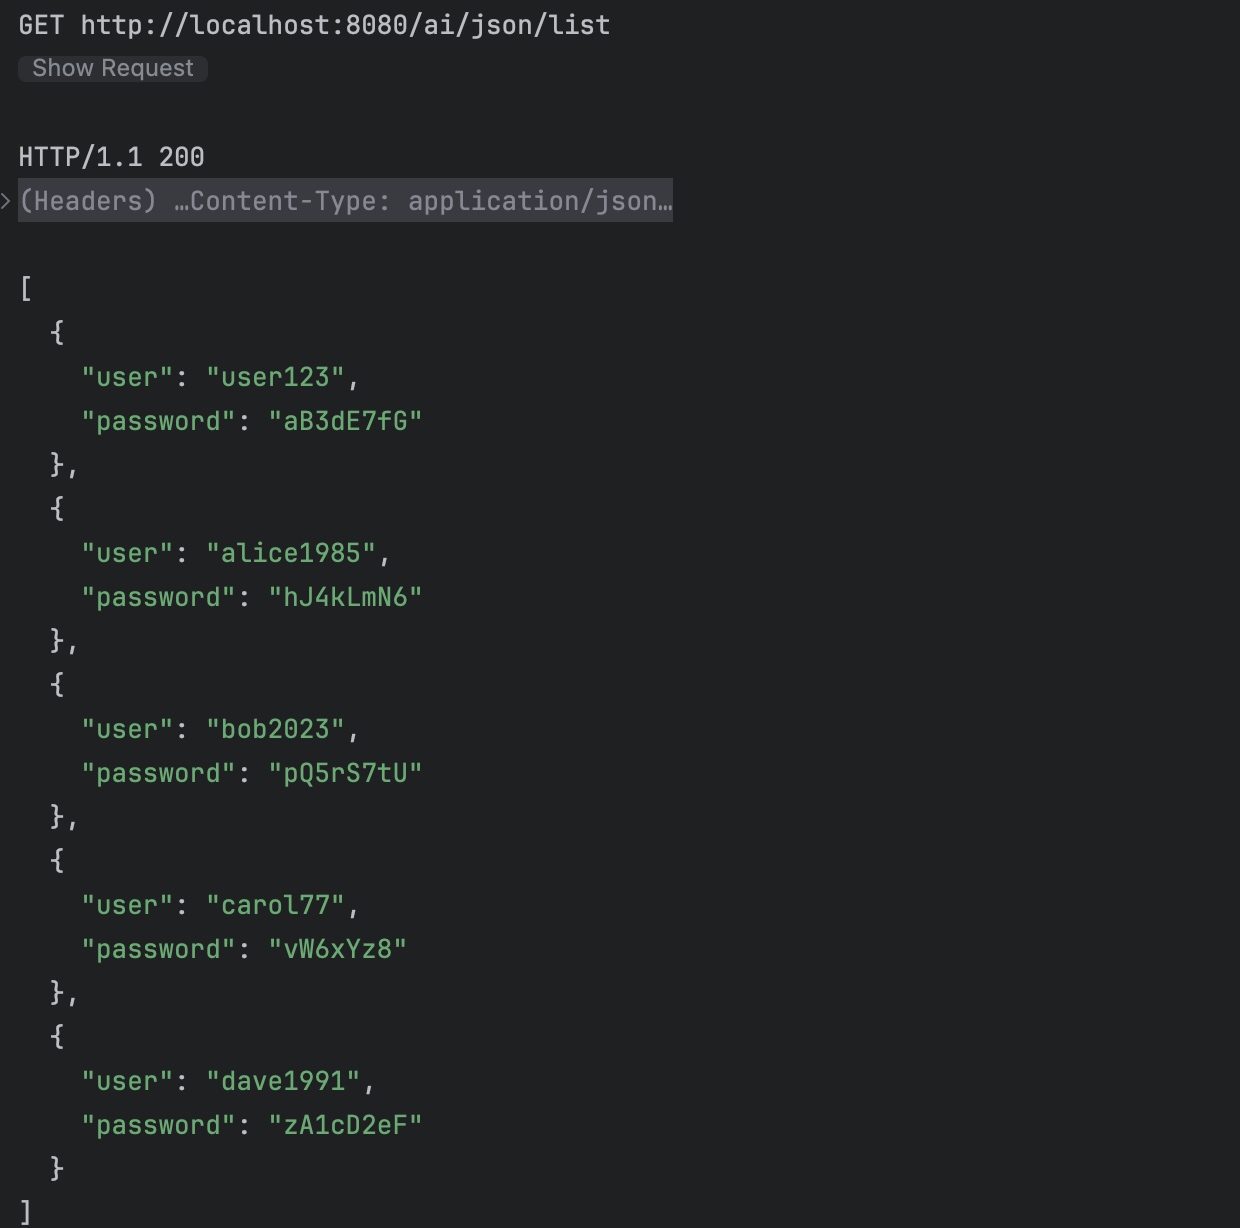 GET http://localhost:8080/ai/json/list
Show Request
HTTP/1.1 200
(Headers) …Content-Type: application/json…
[
  {
    "user": "user123",
    "password": "aB3dE7fG"
  },
  {
    "user": "alice1985",
    "password": "hJ4kLmN6"
  },
  {
    "user": "bob2023",
    "password": "pQ5rS7tU"
  },
  {
    "user": "carol77",
    "password": "vW6xYz8"
  },
  {
    "user": "dave1991",
    "password": "zA1cD2eF"
  }
]